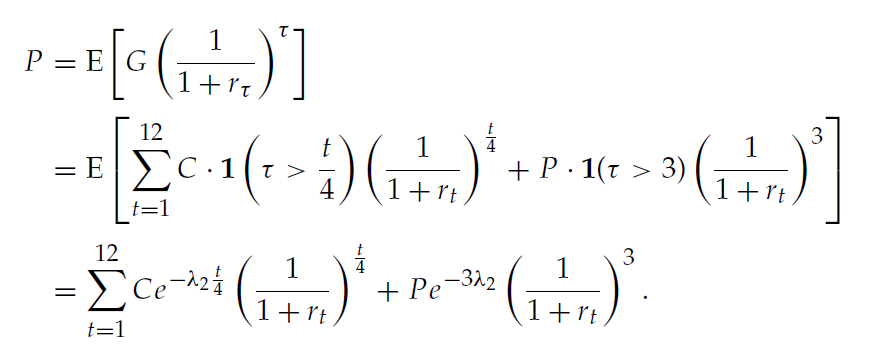 P = E[G(1/(1 + r_τ))^τ]
= E[∑_{t=1}^{12} C · 𝟏(τ > t/4)(1/(1 + r_t))^{t/4} + P · 𝟏(τ > 3)(1/(1 + r_t))^3]
= ∑_{t=1}^{12} Ce^{−λ_2 t/4}(1/(1 + r_t))^{t/4} + Pe^{−3λ_2}(1/(1 + r_t))^3.